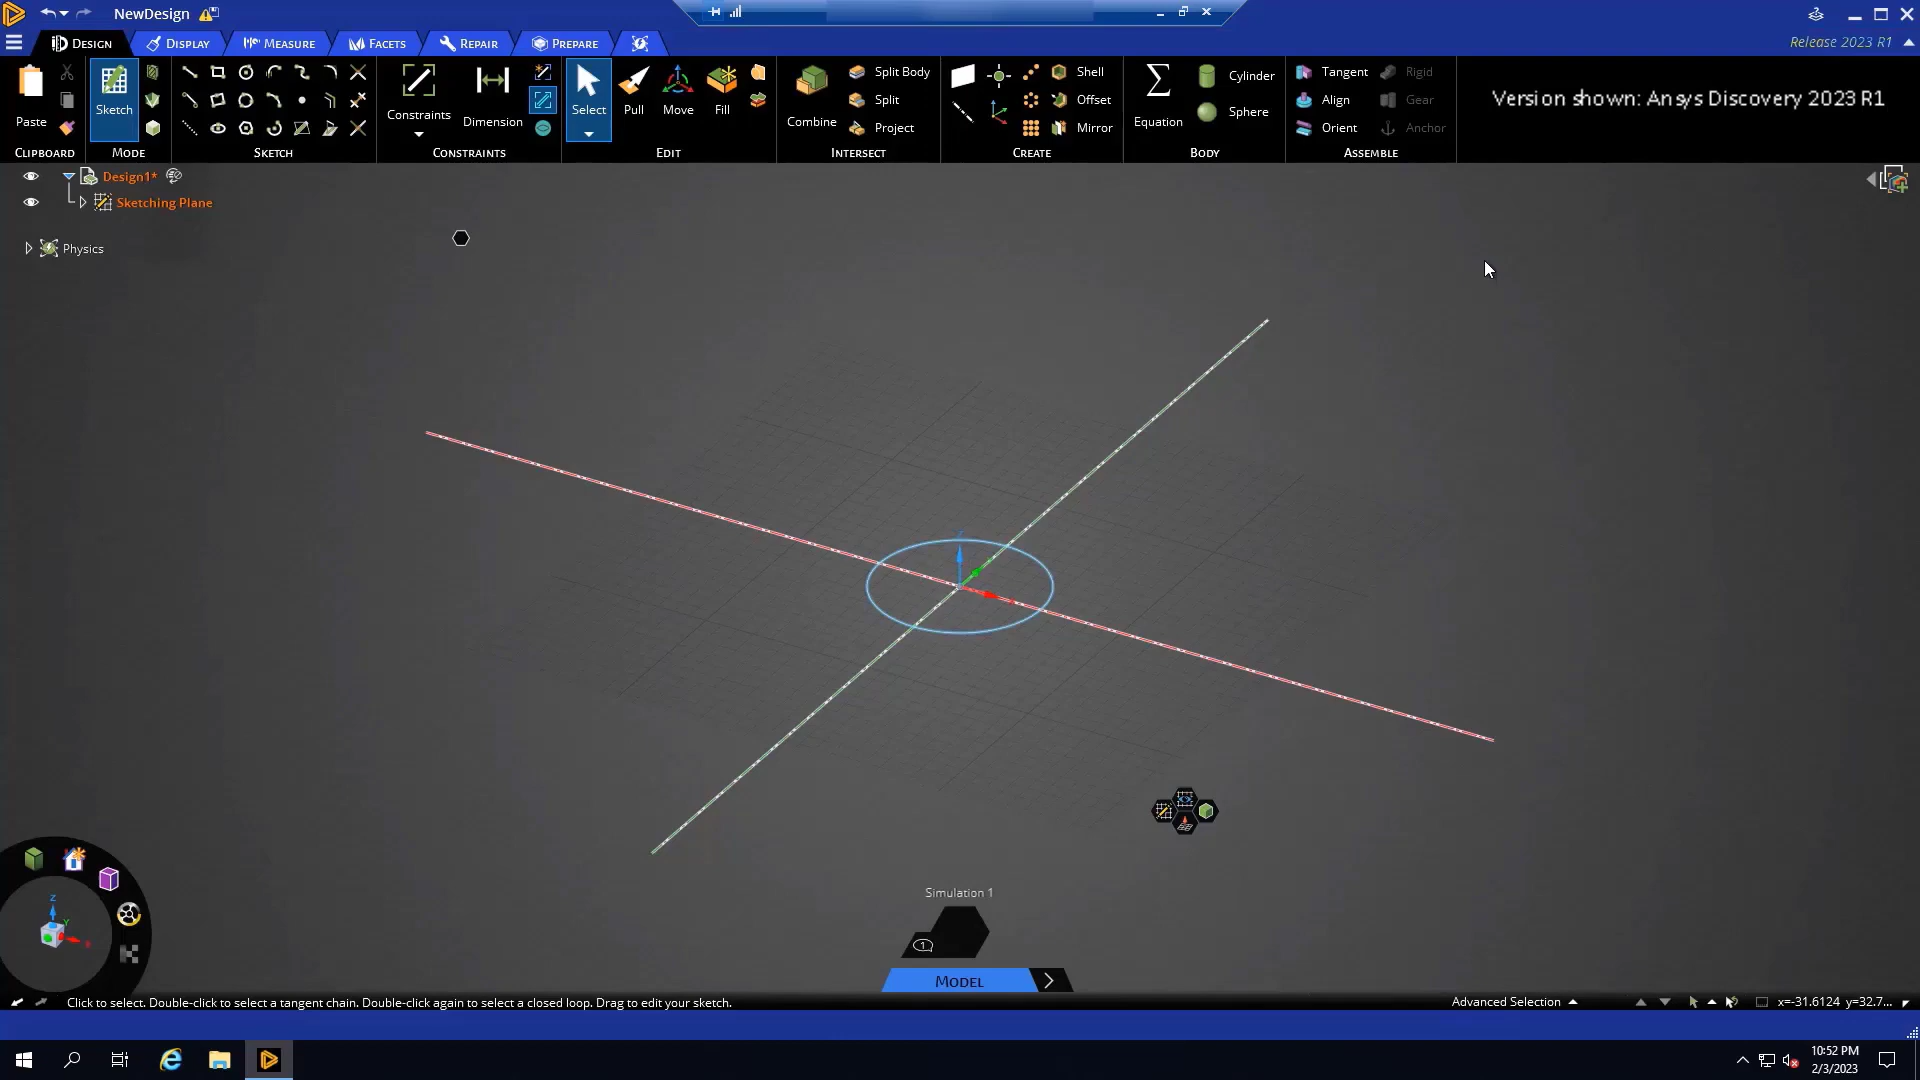 NewDesign
Release 2023 R1
Design
Display
Measure
Facets
Repair
Prepare
Paste
Clipboard
Sketch
Mode
Sketch
Constraints
Dimension
Constraints
Select
Pull
Move
Fill
Edit
Combine
Split Body
Split
Project
Intersect
Shell
Offset
Mirror
Create
Equation
Cylinder
Sphere
Body
Tangent
Align
Orient
Rigid
Gear
Anchor
Assemble
Version shown: Ansys Discovery 2023 R1
Design1*
Sketching Plane
Physics
Simulation 1
1
Model
Z
Y
X
Click to select. Double-click to select a tangent chain. Double-click again to select a closed loop. Drag to edit your sketch.
Advanced Selection
x=-31.6124 y=32.7...
10:52 PM
2/3/2023